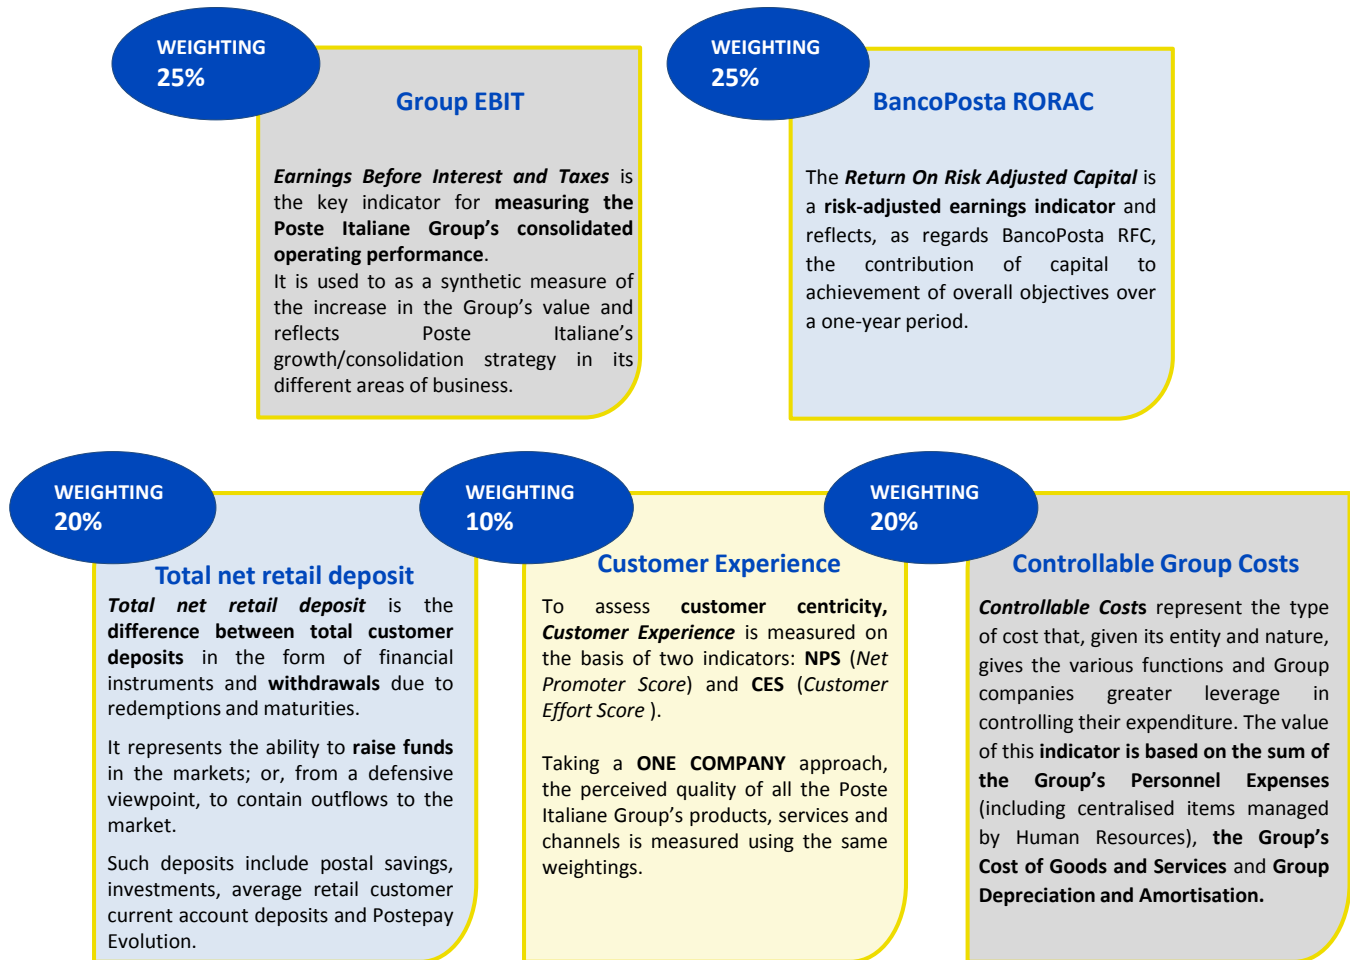 WEIGHTING
25%
Group EBIT
Earnings Before Interest and Taxes is
the key indicator for measuring the
Poste Italiane Group’s consolidated
operating performance.
It is used to as a synthetic measure of
the increase in the Group’s value and
reflects Poste Italiane’s
growth/consolidation strategy in its
different areas of business.
WEIGHTING
25%
BancoPosta RORAC
The Return On Risk Adjusted Capital is
a risk-adjusted earnings indicator and
reflects, as regards BancoPosta RFC,
the contribution of capital to
achievement of overall objectives over
a one-year period.
WEIGHTING
20%
Total net retail deposit
Total net retail deposit is the
difference between total customer
deposits in the form of financial
instruments and withdrawals due to
redemptions and maturities.
It represents the ability to raise funds
in the markets; or, from a defensive
viewpoint, to contain outflows to the
market.
Such deposits include postal savings,
investments, average retail customer
current account deposits and Postepay
Evolution.
WEIGHTING
10%
Customer Experience
To assess customer centricity,
Customer Experience is measured on
the basis of two indicators: NPS (Net
Promoter Score) and CES (Customer
Effort Score ).
Taking a ONE COMPANY approach,
the perceived quality of all the Poste
Italiane Group’s products, services and
channels is measured using the same
weightings.
WEIGHTING
20%
Controllable Group Costs
Controllable Costs represent the type
of cost that, given its entity and nature,
gives the various functions and Group
companies greater leverage in
controlling their expenditure. The value
of this indicator is based on the sum of
the Group’s Personnel Expenses
(including centralised items managed
by Human Resources), the Group’s
Cost of Goods and Services and Group
Depreciation and Amortisation.